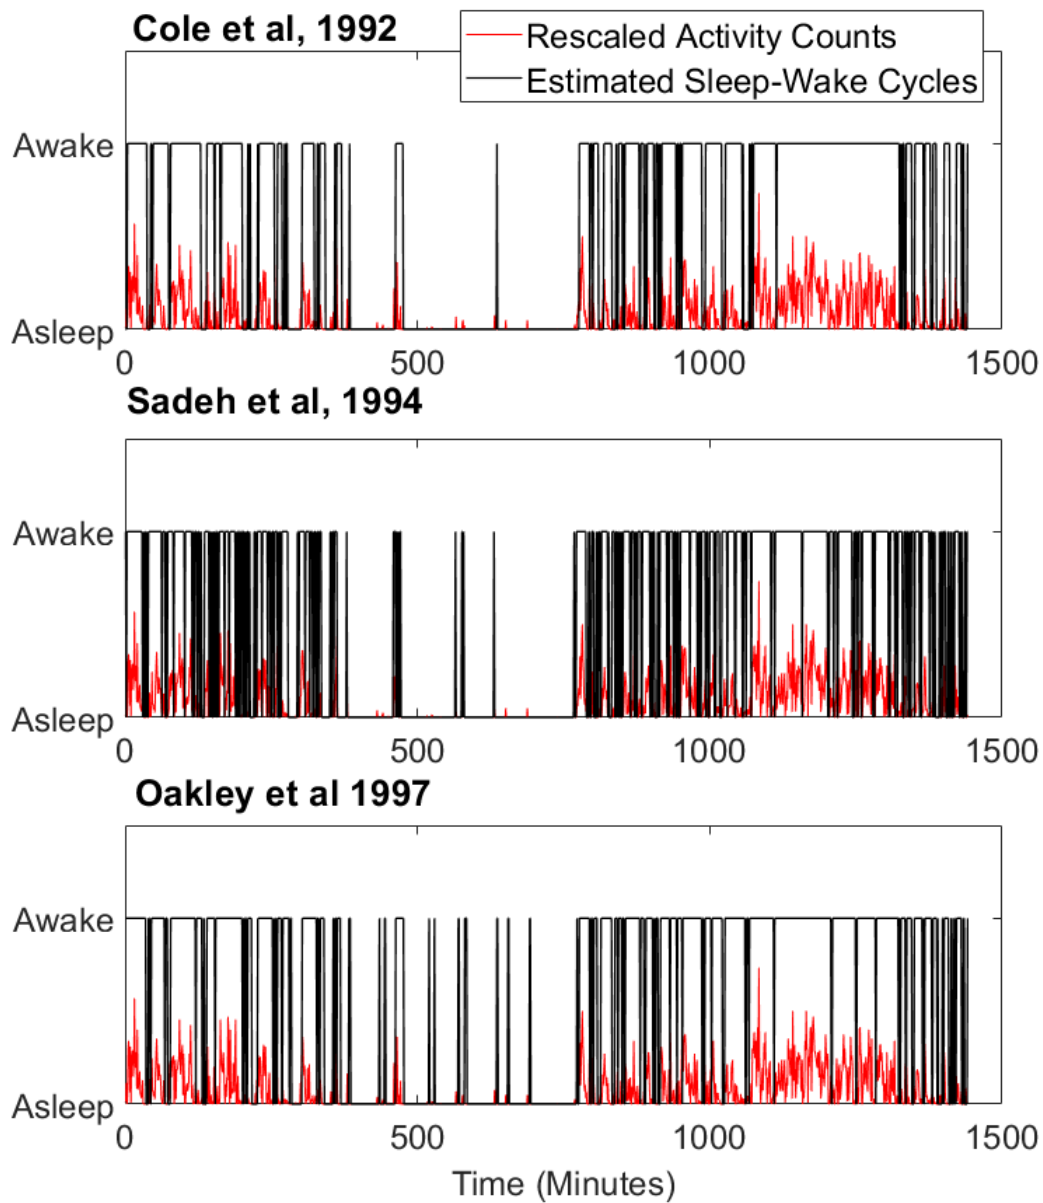 Cole et al, 1992
Rescaled Activity Counts
Estimated Sleep-Wake Cycles
Awake
Asleep
0 500 1000 1500
Sadeh et al, 1994
Awake
Asleep
0 500 1000 1500
Oakley et al 1997
Awake
Asleep
0 500 1000 1500
Time (Minutes)